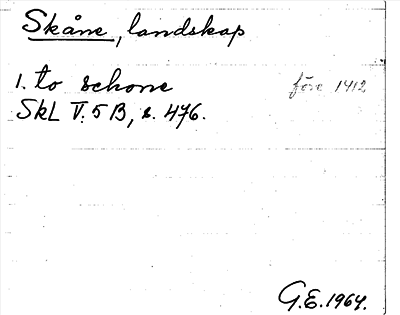 Skåne, landskap
1. to Schone före 1412
SkL V:5 B, s. 476.
G.E. 1964.